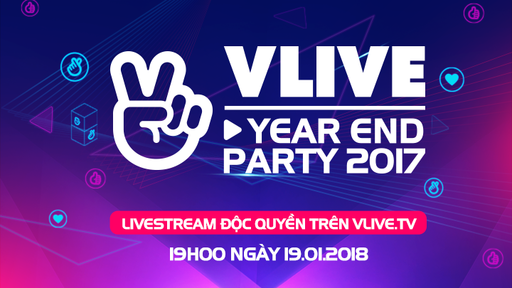 VLIVE
YEAR END
PARTY 2017
LIVESTREAM ĐỘC QUYỀN TRÊN VLIVE.TV
19H00 NGÀY 19.01.2018